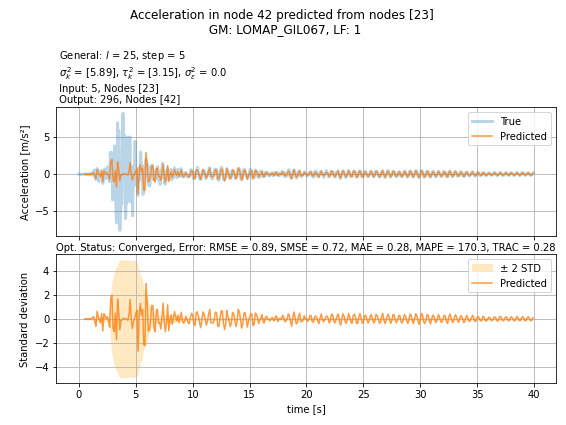 Acceleration in node 42 predicted from nodes [23]
GM: LOMAP_GIL067, LF: 1
General: l = 25, step = 5
σ²ₖ = [5.89], τ²ₖ = [3.15], σ²ε = 0.0
Input: 5, Nodes [23]
Output: 296, Nodes [42]
True
Predicted
Acceleration [m/s²]
5
0
−5
Opt. Status: Converged, Error: RMSE = 0.89, SMSE = 0.72, MAE = 0.28, MAPE = 170.3, TRAC = 0.28
± 2 STD
Predicted
Standard deviation
4
2
0
−2
−4
0 5 10 15 20 25 30 35 40
time [s]